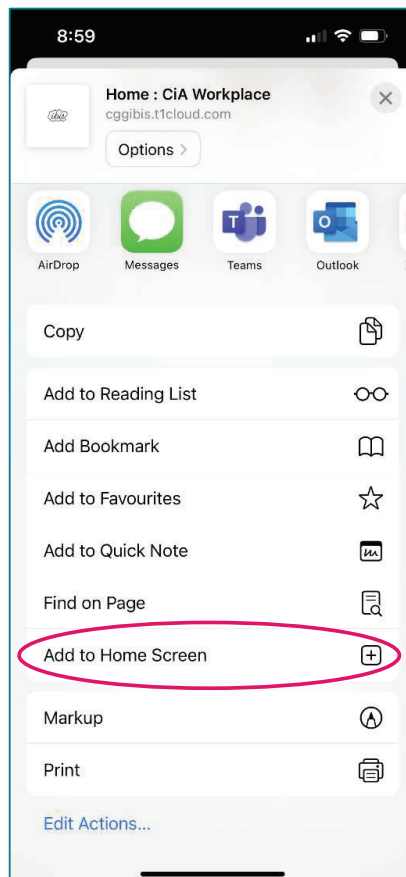 8:59
Home : CiA Workplace
cggibis.t1cloud.com
Options
ibis
AirDrop
Messages
Teams
Outlook
Copy
Add to Reading List
Add Bookmark
Add to Favourites
Add to Quick Note
Find on Page
Add to Home Screen
Markup
Print
Edit Actions...